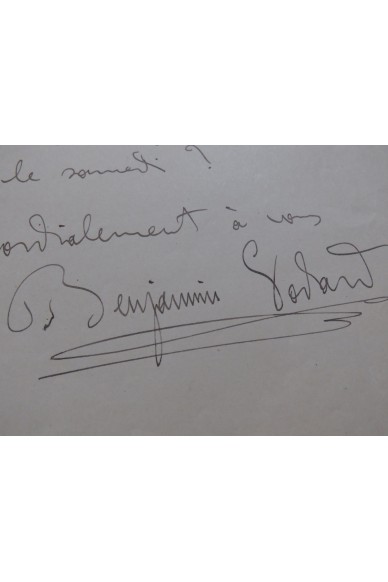 le samedi ?
ordialement à vous
Benjamin Godard